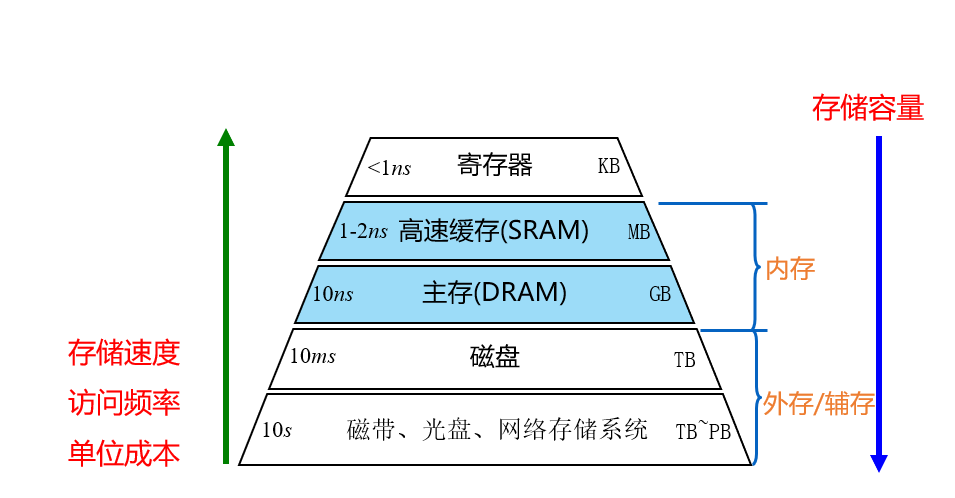 存储容量
<1ns 寄存器 KB
1-2ns 高速缓存(SRAM) MB
内存
10ns 主存(DRAM) GB
存储速度
10ms 磁盘 TB
访问频率
外存/辅存
10s 磁带、光盘、网络存储系统 TB~PB
单位成本